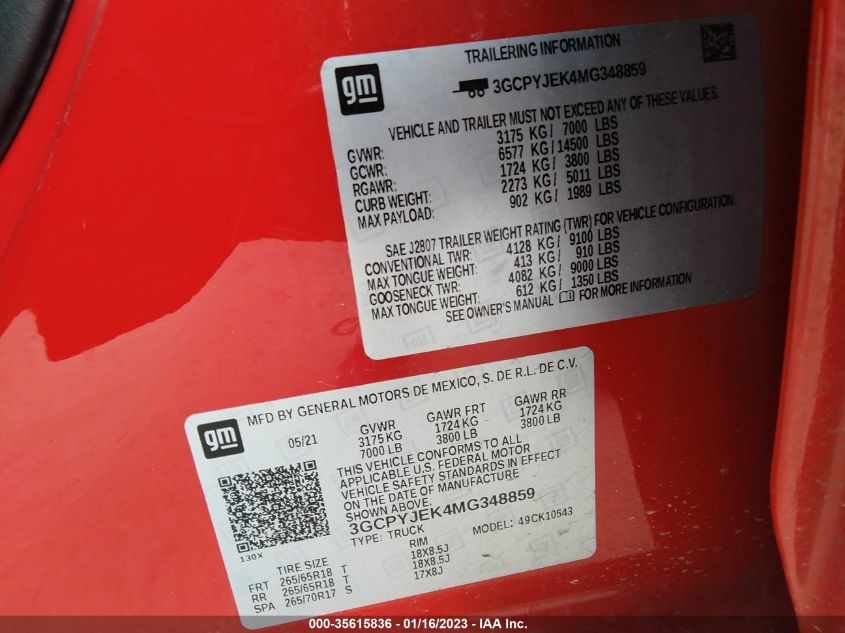 gm
TRAILERING INFORMATION
3GCPYJEK4MG348859
VEHICLE AND TRAILER MUST NOT EXCEED ANY OF THESE VALUES.
GVWR: 3175 KG / 7000 LBS
GCWR: 6577 KG / 14500 LBS
RGAWR: 1724 KG / 3800 LBS
CURB WEIGHT: 2273 KG / 5011 LBS
MAX PAYLOAD: 902 KG / 1989 LBS
SAE J2807 TRAILER WEIGHT RATING (TWR) FOR VEHICLE CONFIGURATION
CONVENTIONAL TWR: 4128 KG / 9100 LBS
MAX TONGUE WEIGHT: 413 KG / 910 LBS
GOOSENECK TWR: 4082 KG / 9000 LBS
MAX TONGUE WEIGHT: 612 KG / 1350 LBS
SEE OWNER'S MANUAL FOR MORE INFORMATION
gm
MFD BY GENERAL MOTORS DE MEXICO, S. DE R.L. DE C.V.
05/21 GVWR GAWR FRT GAWR RR
3175 KG 1724 KG 1724 KG
7000 LB 3800 LB 3800 LB
THIS VEHICLE CONFORMS TO ALL
APPLICABLE U.S. FEDERAL MOTOR
VEHICLE SAFETY STANDARDS IN EFFECT
ON THE DATE OF MANUFACTURE
SHOWN ABOVE.
3GCPYJEK4MG348859
TYPE: TRUCK MODEL: 49CK10543
130X
TIRE SIZE RIM
FRT 265/65R18 T 18X8.5J
RR 265/65R18 T 18X8.5J
SPA 265/70R17 S 17X8J
000-35615836 - 01/16/2023 - IAA Inc.